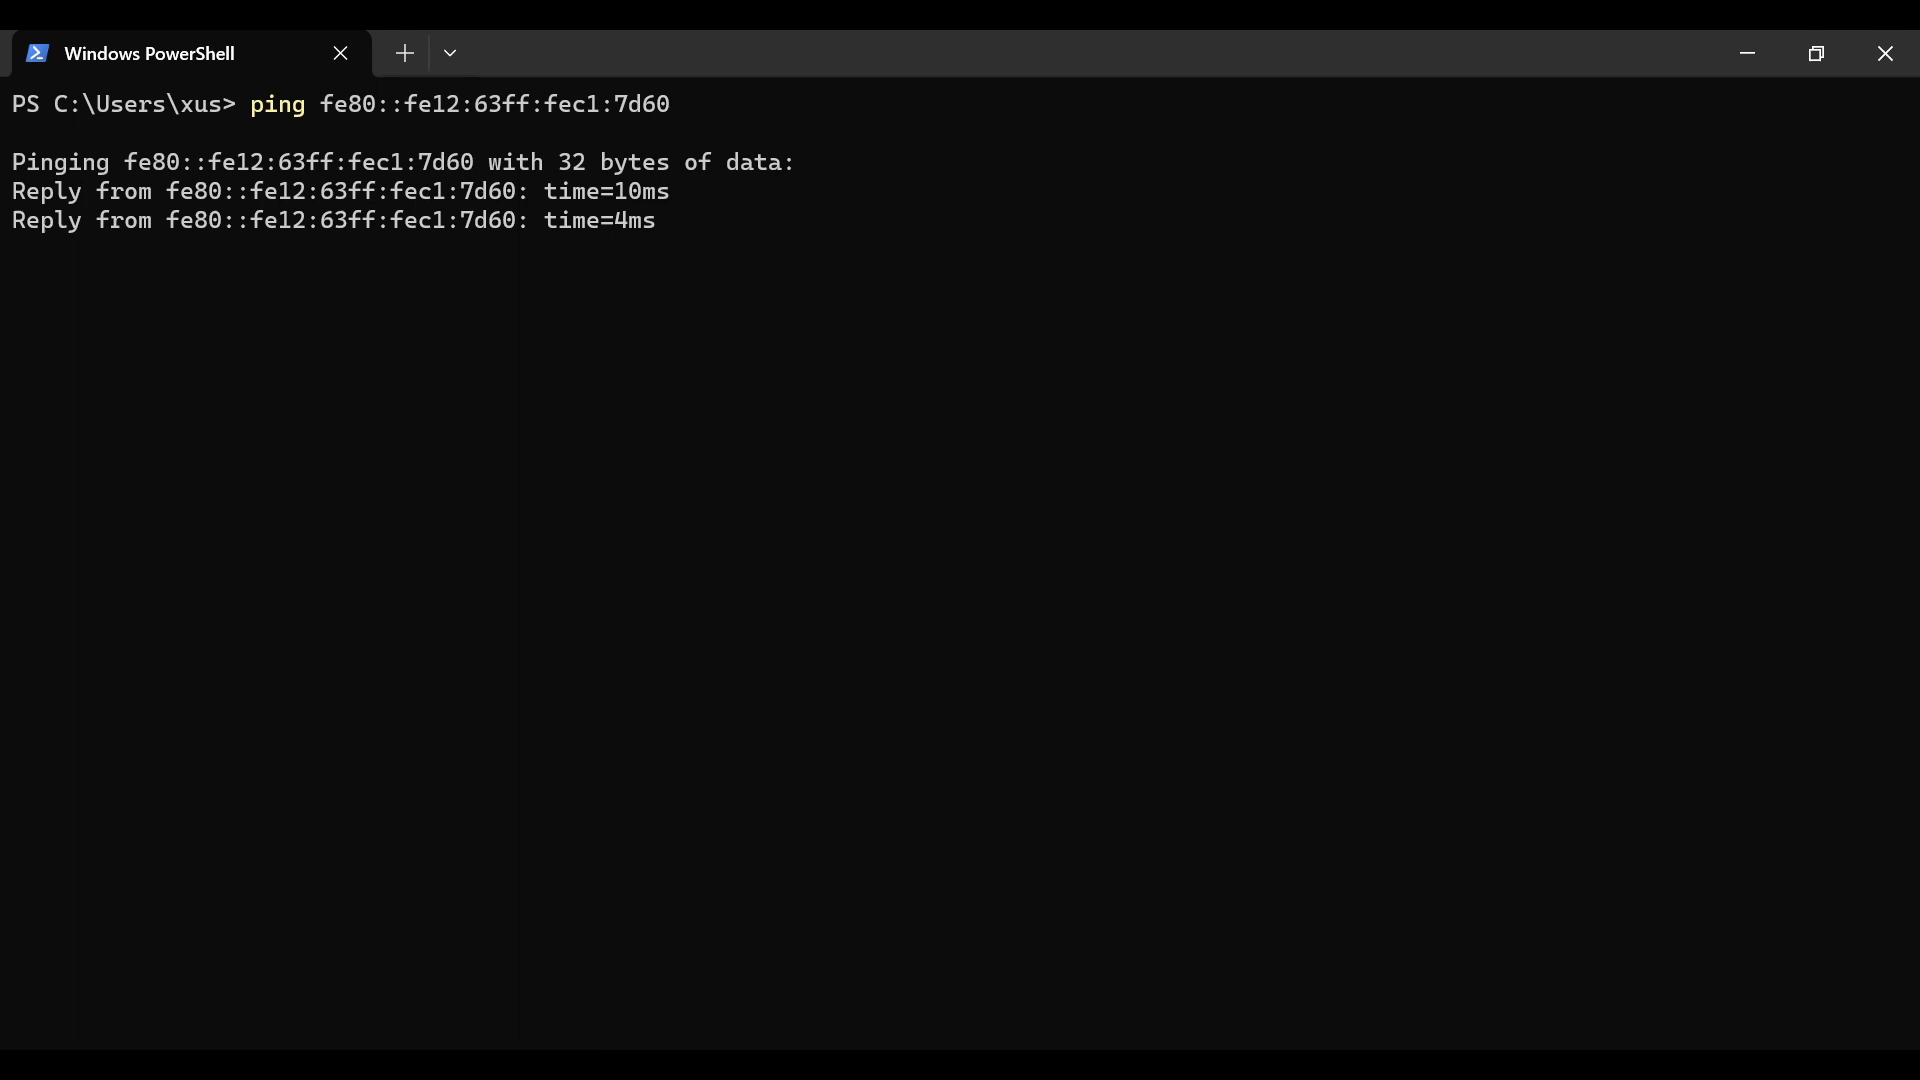 Windows PowerShell
PS C:\Users\xus> ping fe80::fe12:63ff:fec1:7d60
Pinging fe80::fe12:63ff:fec1:7d60 with 32 bytes of data:
Reply from fe80::fe12:63ff:fec1:7d60: time=10ms
Reply from fe80::fe12:63ff:fec1:7d60: time=4ms